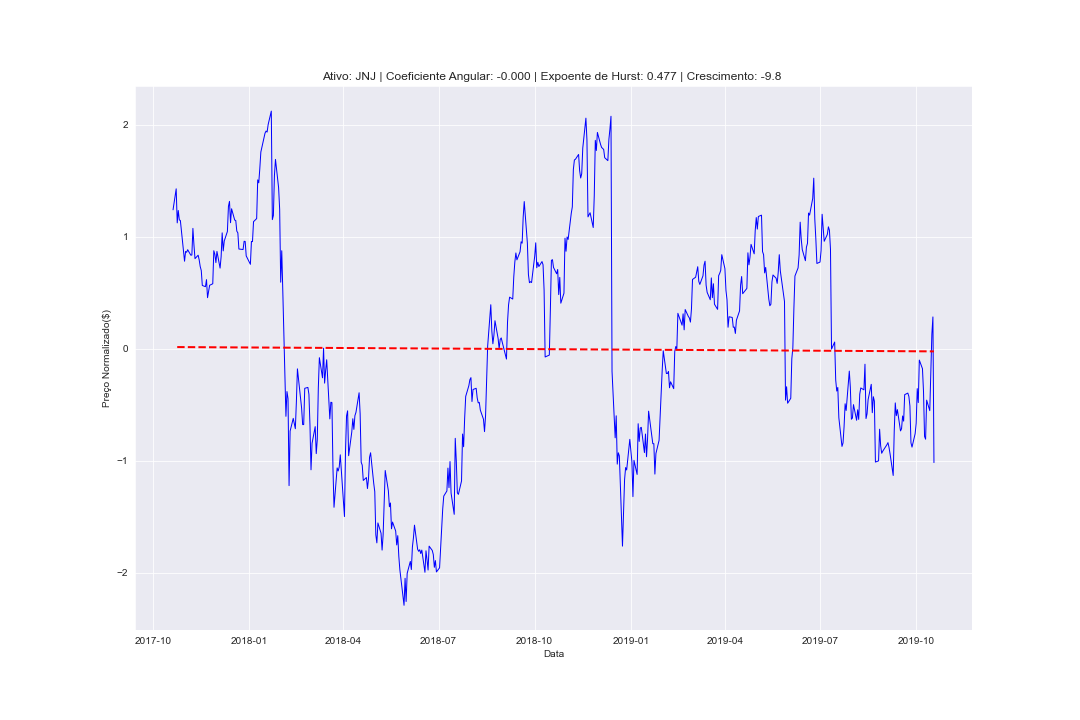 Ativo: JNJ | Coeficiente Angular: -0.000 | Expoente de Hurst: 0.477 | Crescimento: -9.8
Preço Normalizado($)
2
1
0
−1
−2
2017-10 2018-01 2018-04 2018-07 2018-10 2019-01 2019-04 2019-07 2019-10
Data